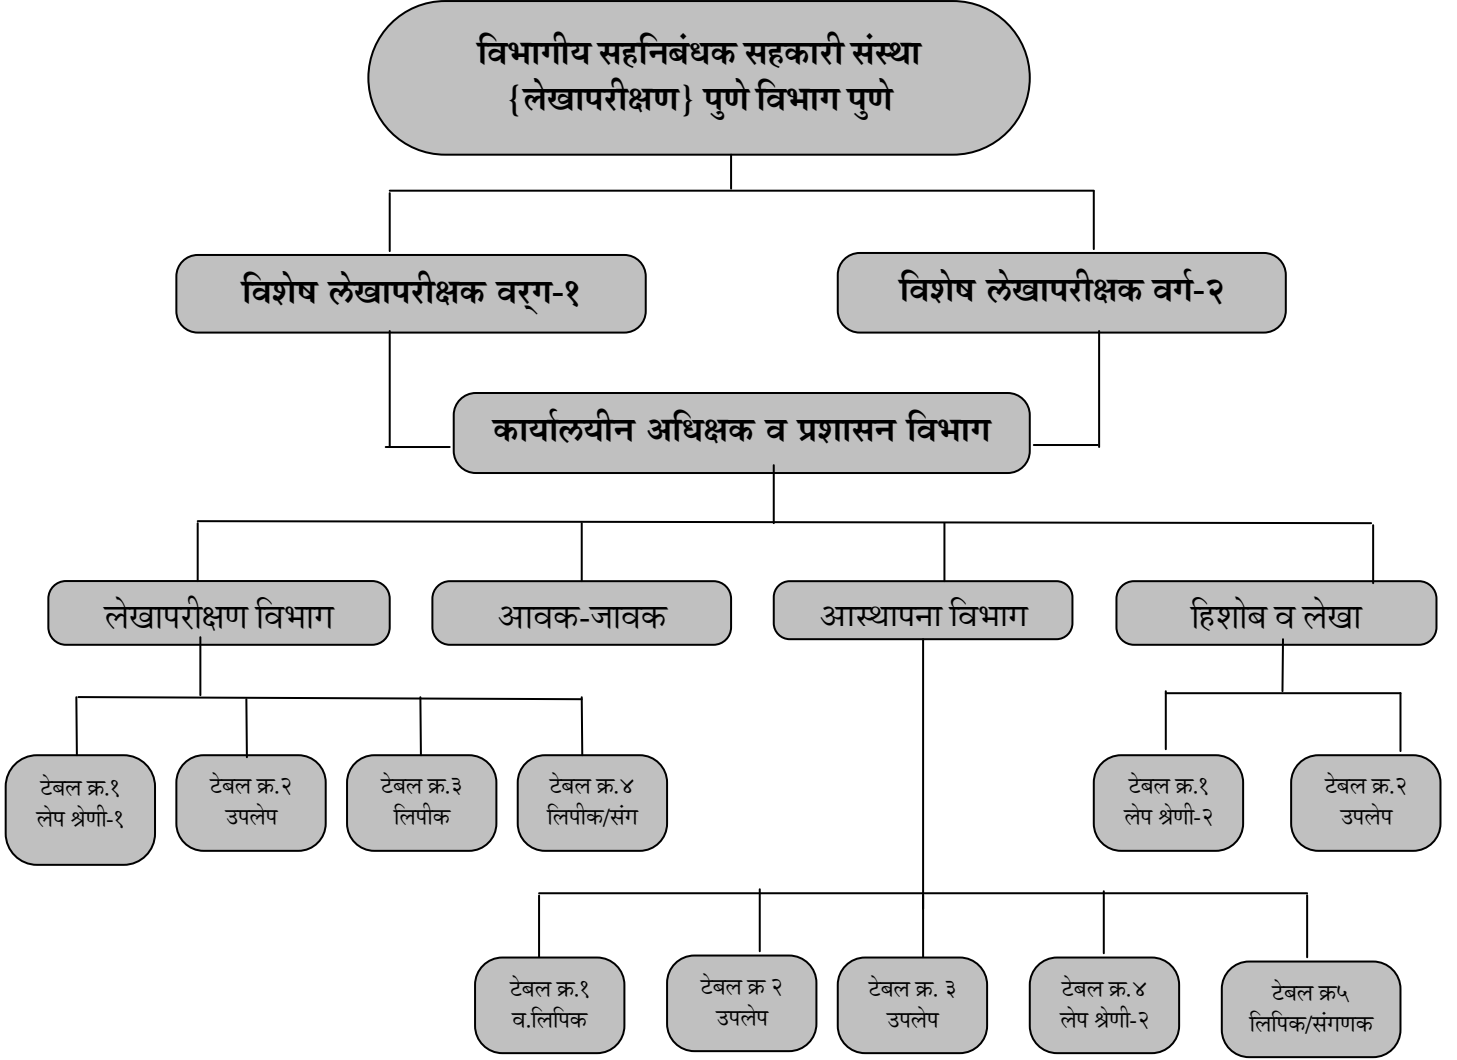 विभागीय सहनिबंधक सहकारी संस्था
{लेखापरीक्षण} पुणे विभाग पुणे
विशेष लेखापरीक्षक वर्‍ग-१
विशेष लेखापरीक्षक वर्ग-२
कार्यालयीन अधिक्षक व प्रशासन विभाग
लेखापरीक्षण विभाग
आवक-जावक
आस्थापना विभाग
हिशोब व लेखा
टेबल क्र.१
लेप श्रेणी-१
टेबल क्र.२
उपलेप
टेबल क्र.३
लिपीक
टेबल क्र.४
लिपीक/संग
टेबल क्र.१
लेप श्रेणी-२
टेबल क्र.२
उपलेप
टेबल क्र.१
व.लिपिक
टेबल क्र २
उपलेप
टेबल क्र. ३
उपलेप
टेबल क्र.४
लेप श्रेणी-२
टेबल क्र५
लिपिक/संगणक